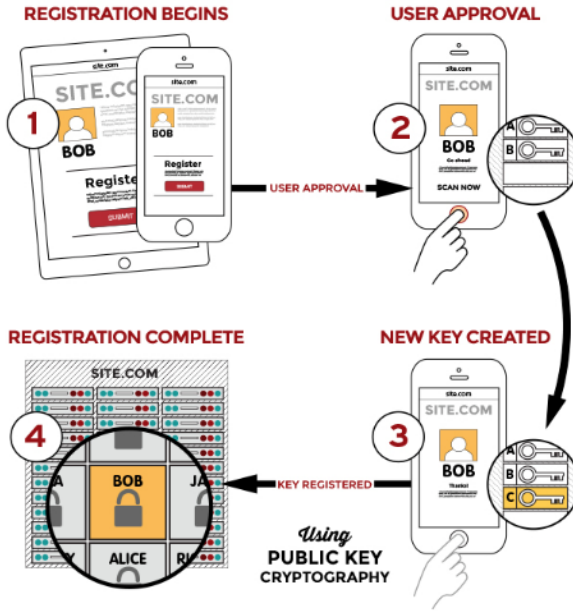 REGISTRATION BEGINS
USER APPROVAL
1
site.com
SITE.COM
BOB
Register
SUBMIT
site.com
SITE.COM
BOB
Register
SUBMIT
USER APPROVAL
2
site.com
SITE.COM
BOB
Go ahead
SCAN NOW
A
B
REGISTRATION COMPLETE
NEW KEY CREATED
4
SITE.COM
A
BOB
JA
Y
ALICE
KEY REGISTERED
3
site.com
SITE.COM
BOB
Thanks!
A
B
C
Using
PUBLIC KEY
CRYPTOGRAPHY